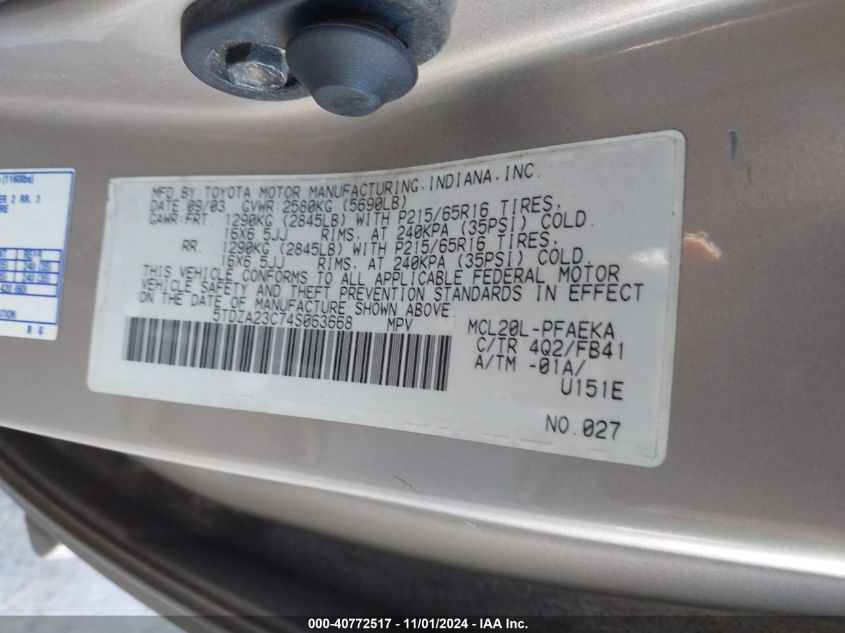 (1160lbs)
MFD.BY:TOYOTA MOTOR MANUFACTURING,INDIANA,INC.
DATE 09/03 GVWR 2580KG (5690LB)
GAWR:FRT. 1290KG (2845LB) WITH P215/65R16 TIRES,
16X6.5JJ RIMS, AT 240KPA (35PSI) COLD.
RR. 1290KG (2845LB) WITH P215/65R16 TIRES,
16X6.5JJ RIMS, AT 240KPA (35PSI) COLD.
THIS VEHICLE CONFORMS TO ALL APPLICABLE FEDERAL MOTOR
VEHICLE SAFETY AND THEFT PREVENTION STANDARDS IN EFFECT
ON THE DATE OF MANUFACTURE SHOWN ABOVE.
5TDZA23C74S063668 MPV
MCL20L-PFAEKA
C/TR 4Q2/FB41
A/TM -01A/
U151E
NO.027
000-40772517 - 11/01/2024 - IAA Inc.